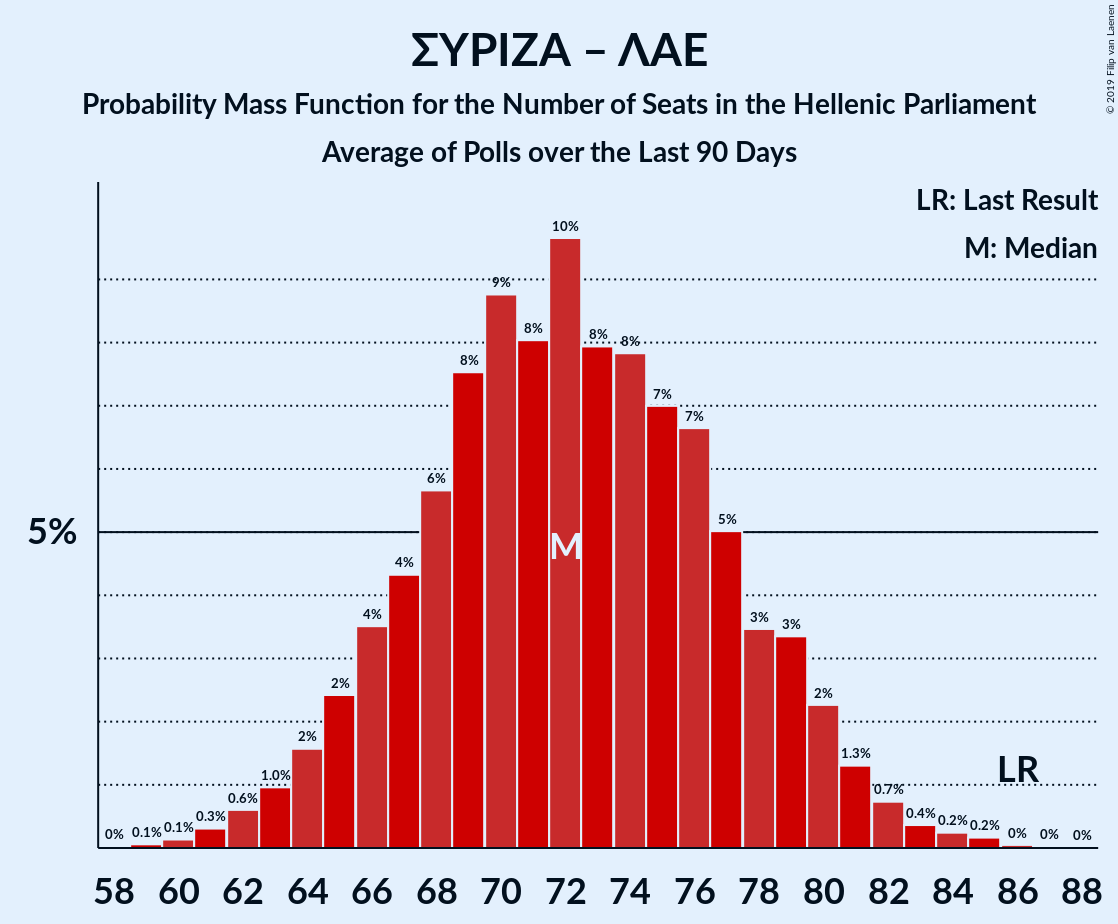 ΣΥΡΙΖΑ – ΛΑΕ
Probability Mass Function for the Number of Seats in the Hellenic Parliament
Average of Polls over the Last 90 Days
© 2019 Filip van Laenen
LR: Last Result
M: Median
5%
0% 0.1% 0.1% 0.3% 0.6% 1.0% 2% 2% 4% 4% 6% 8% 9% 8% 10% 8% 8% 7% 7% 5% 3% 3% 2% 1.3% 0.7% 0.4% 0.2% 0.2% 0% 0% 0%
M
LR
58 60 62 64 66 68 70 72 74 76 78 80 82 84 86 88